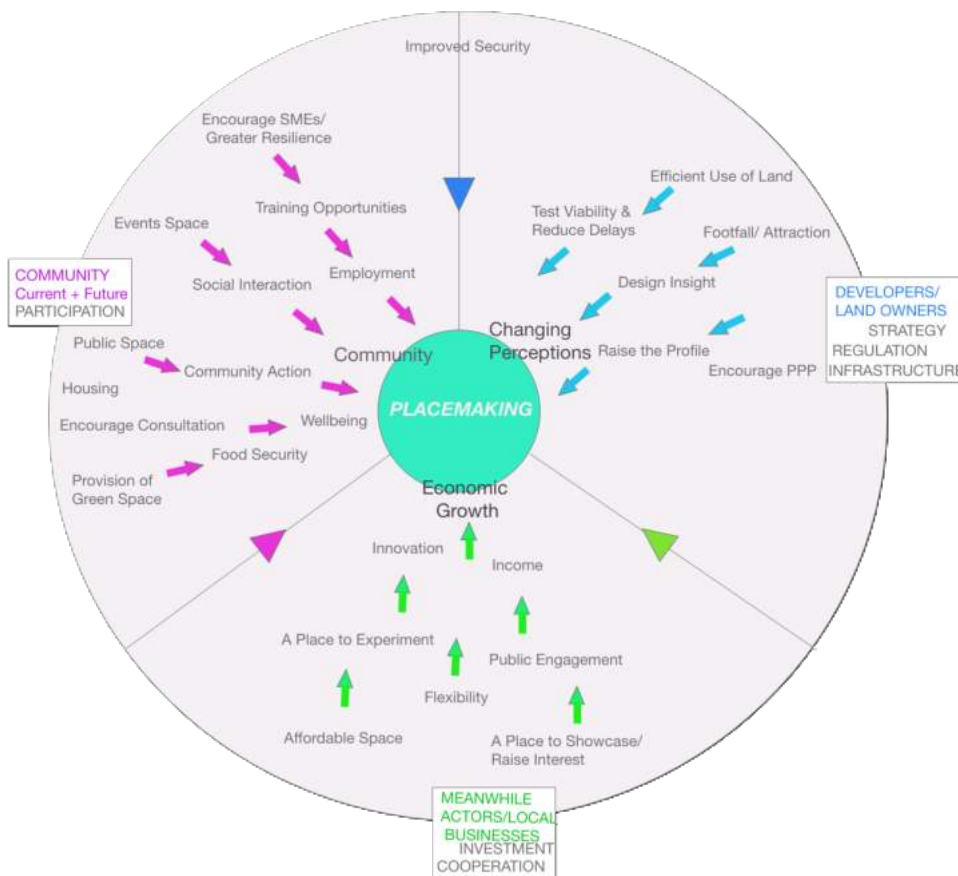 Improved Security
Encourage SMEs/
Greater Resilience
Training Opportunities
Employment
Events Space
Social Interaction
Community
COMMUNITY
Current + Future
PARTICIPATION
Public Space
Community Action
Housing
Encourage Consultation
Wellbeing
Food Security
Provision of
Green Space
Efficient Use of Land
Test Viability &
Reduce Delays
Footfall/ Attraction
Design Insight
Changing
Perceptions
Raise the Profile
Encourage PPP
DEVELOPERS/
LAND OWNERS
STRATEGY
REGULATION
INFRASTRUCTURE
PLACEMAKING
Economic
Growth
Innovation
Income
A Place to Experiment
Public Engagement
Flexibility
Affordable Space
A Place to Showcase/
Raise Interest
MEANWHILE
ACTORS/LOCAL
BUSINESSES
INVESTMENT
COOPERATION